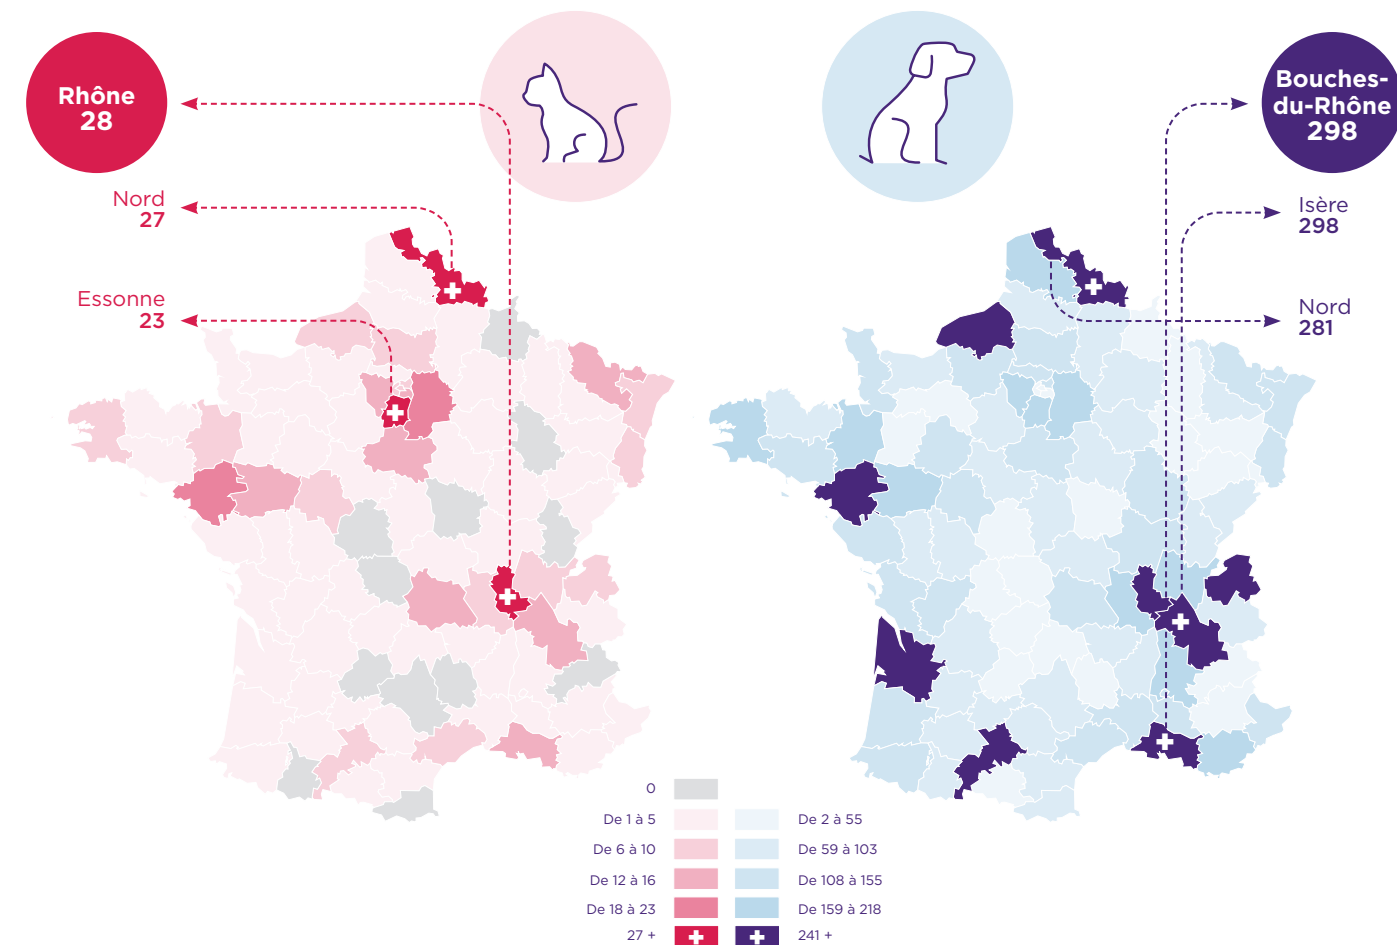 Rhône
28
Nord
27
Essonne
23
Bouches-
du-Rhône
298
Isère
298
Nord
281
0
De 1 à 5
De 2 à 55
De 6 à 10
De 59 à 103
De 12 à 16
De 108 à 155
De 18 à 23
De 159 à 218
27 +
241 +